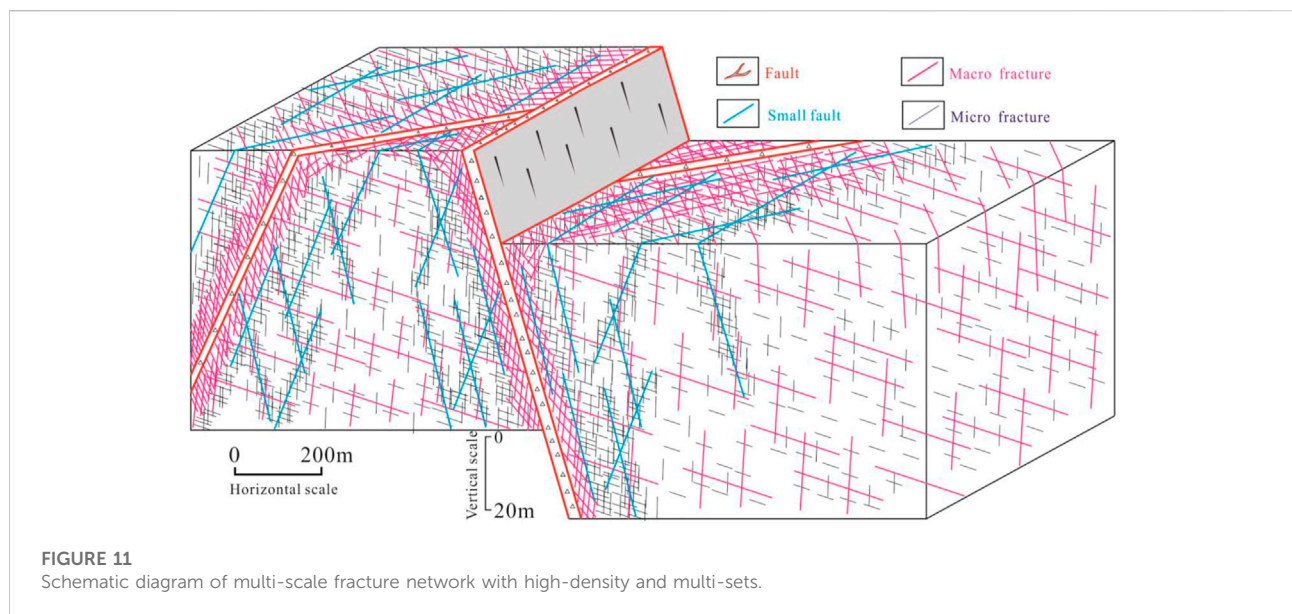 Fault
Macro fracture
Small fault
Micro fracture
0 200m
Horizontal scale
Vertical scale
0
20m
FIGURE 11
Schematic diagram of multi-scale fracture network with high-density and multi-sets.